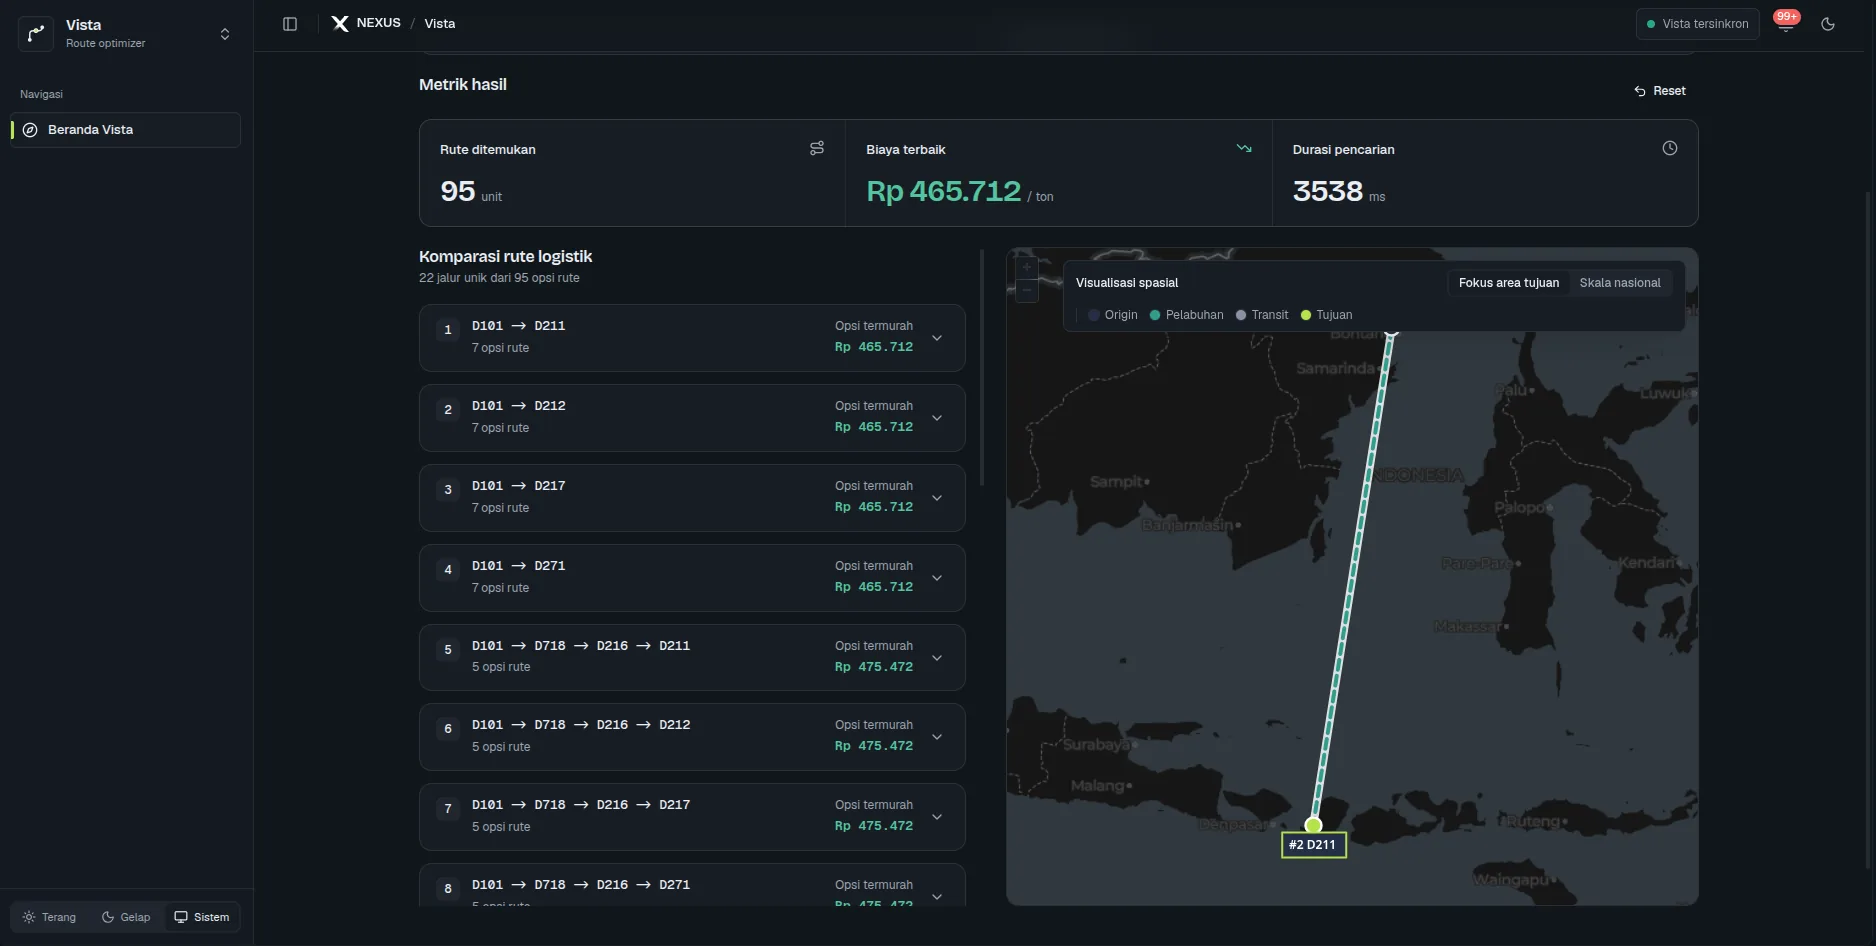 Vista
Route optimizer
Navigasi
Beranda Vista
Terang
Gelap
Sistem
NEXUS / Vista
Vista tersinkron
99+
Metrik hasil
Reset
Rute ditemukan
95 unit
Biaya terbaik
Rp 465.712 / ton
Durasi pencarian
3538 ms
Komparasi rute logistik
22 jalur unik dari 95 opsi rute
1
D101 → D211
7 opsi rute
Opsi termurah
Rp 465.712
2
D101 → D212
7 opsi rute
Opsi termurah
Rp 465.712
3
D101 → D217
7 opsi rute
Opsi termurah
Rp 465.712
4
D101 → D271
7 opsi rute
Opsi termurah
Rp 465.712
5
D101 → D718 → D216 → D211
5 opsi rute
Opsi termurah
Rp 475.472
6
D101 → D718 → D216 → D212
5 opsi rute
Opsi termurah
Rp 475.472
7
D101 → D718 → D216 → D217
5 opsi rute
Opsi termurah
Rp 475.472
8
D101 → D718 → D216 → D271
5 opsi rute
Opsi termurah
Rp 475.472
Visualisasi spasial
Fokus area tujuan
Skala nasional
Origin
Pelabuhan
Transit
Tujuan
Bontang
Samarinda
Palu
Luwuk
INDONESIA
Sampit
Palopo
Banjarmasin
Pare-Pare
Kendari
Makassar
Surabaya
Malang
Denpasar
Ruteng
#2 D211
Waingapu